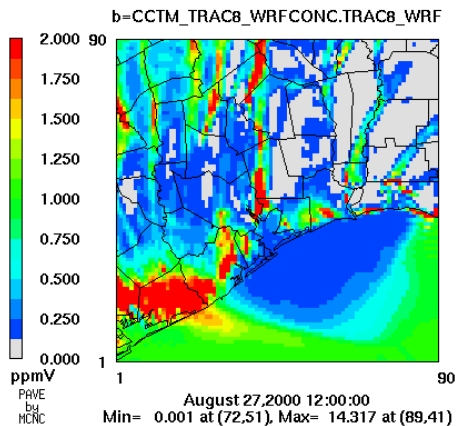 b=CCTM_TRAC8_WRFCONC.TRAC8_WRF
2.000
1.750
1.500
1.250
1.000
0.750
0.500
0.250
0.000
ppmV
PAVE
by
MCNC
90
1
1
90
August 27,2000 12:00:00
Min= 0.001 at (72,51), Max= 14.317 at (89,41)